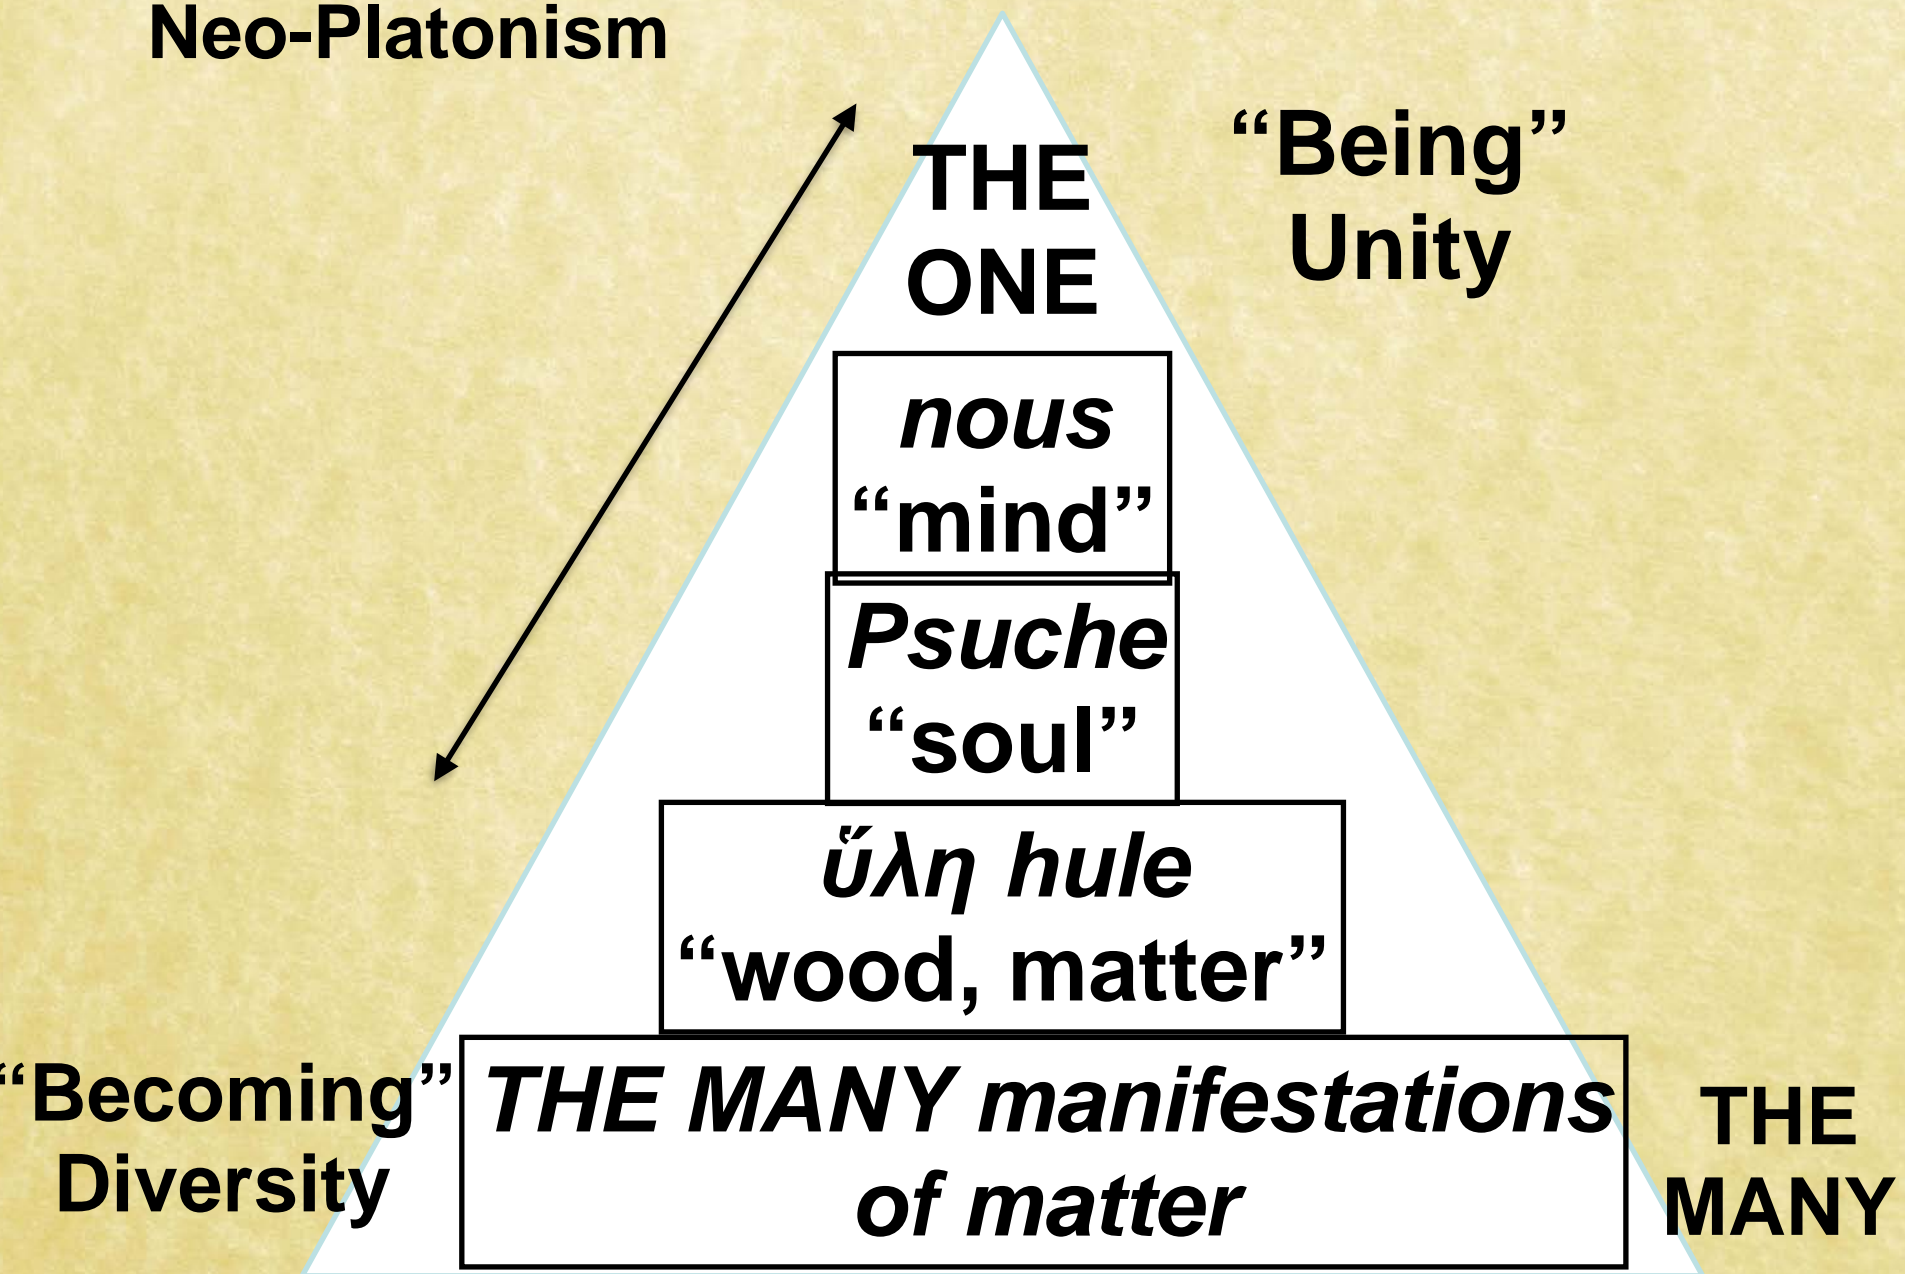 Neo-Platonism
“Being”
Unity
THE
ONE
nous
“mind”
Psuche
“soul”
ὕλη hule
“wood, matter”
“Becoming”
Diversity
THE MANY manifestations
of matter
THE
MANY